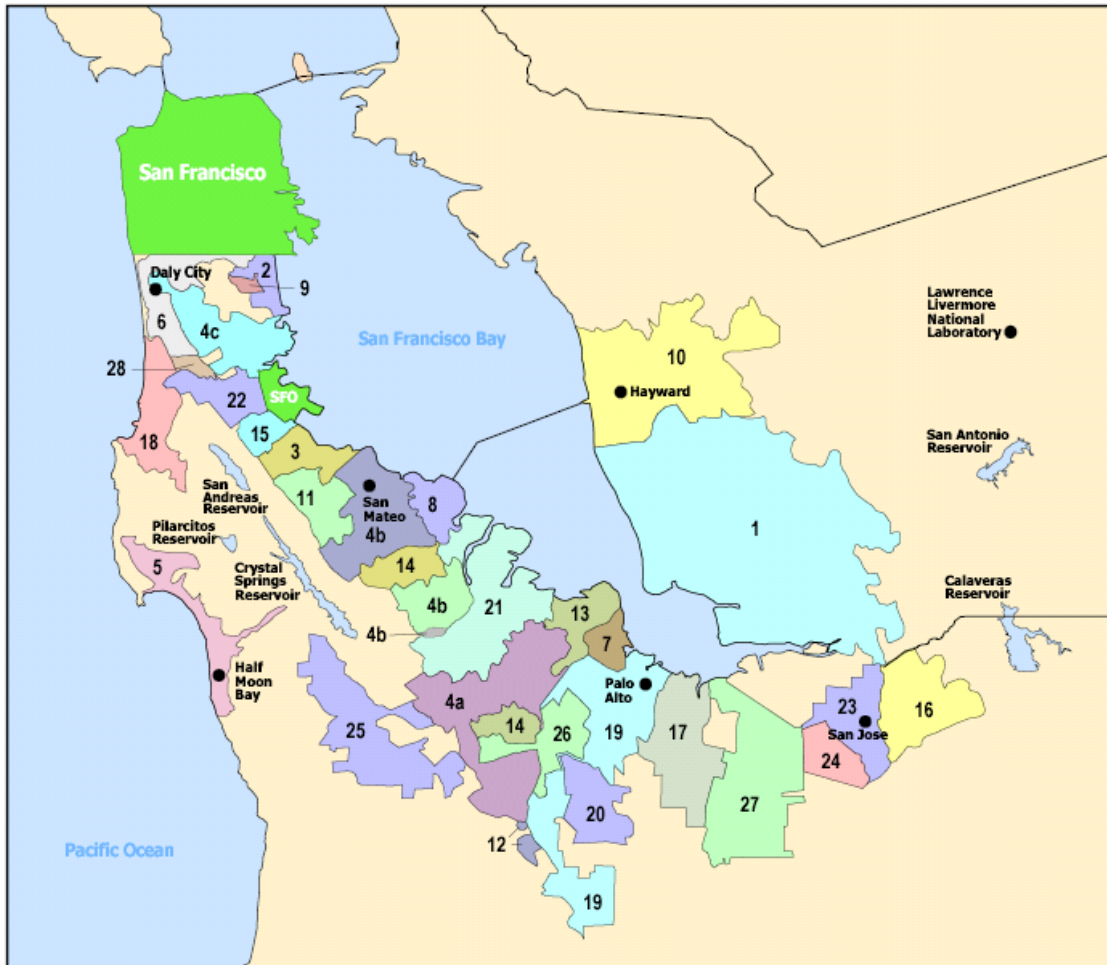 San Francisco
Daly City
2
9
6
4c
28
SFO
22
15
18
3
San Francisco Bay
10
Hayward
Lawrence
Livermore
National
Laboratory
San Antonio
Reservoir
San
Andreas
Reservoir
11
San
Mateo
4b
8
1
Pilarcitos
Reservoir
5
Crystal
Springs
Reservoir
14
4b
21
4b
13
7
Calaveras
Reservoir
Half
Moon
Bay
25
4a
14
26
Palo
Alto
19
17
23
San Jose
16
24
27
20
12
19
Pacific Ocean